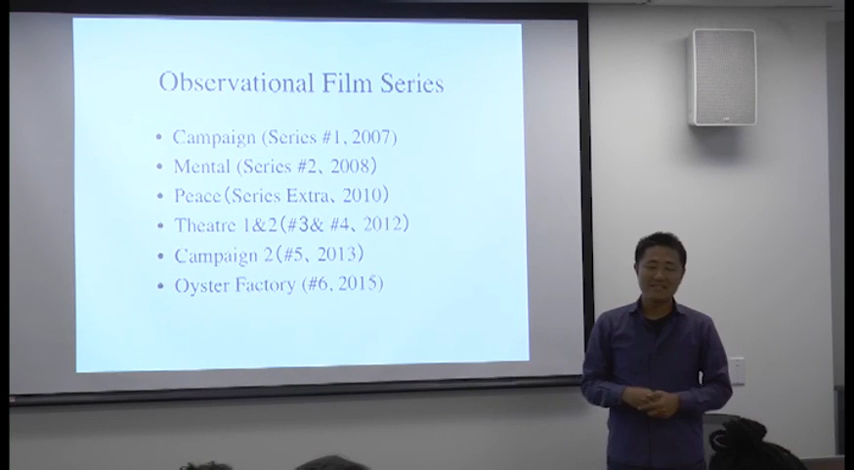 Observational Film Series
• Campaign (Series #1, 2007)
• Mental (Series #2、2008)
• Peace(Series Extra、2010)
• Theatre 1&2(#3& #4、2012)
• Campaign 2(#5、2013)
• Oyster Factory (#6, 2015)